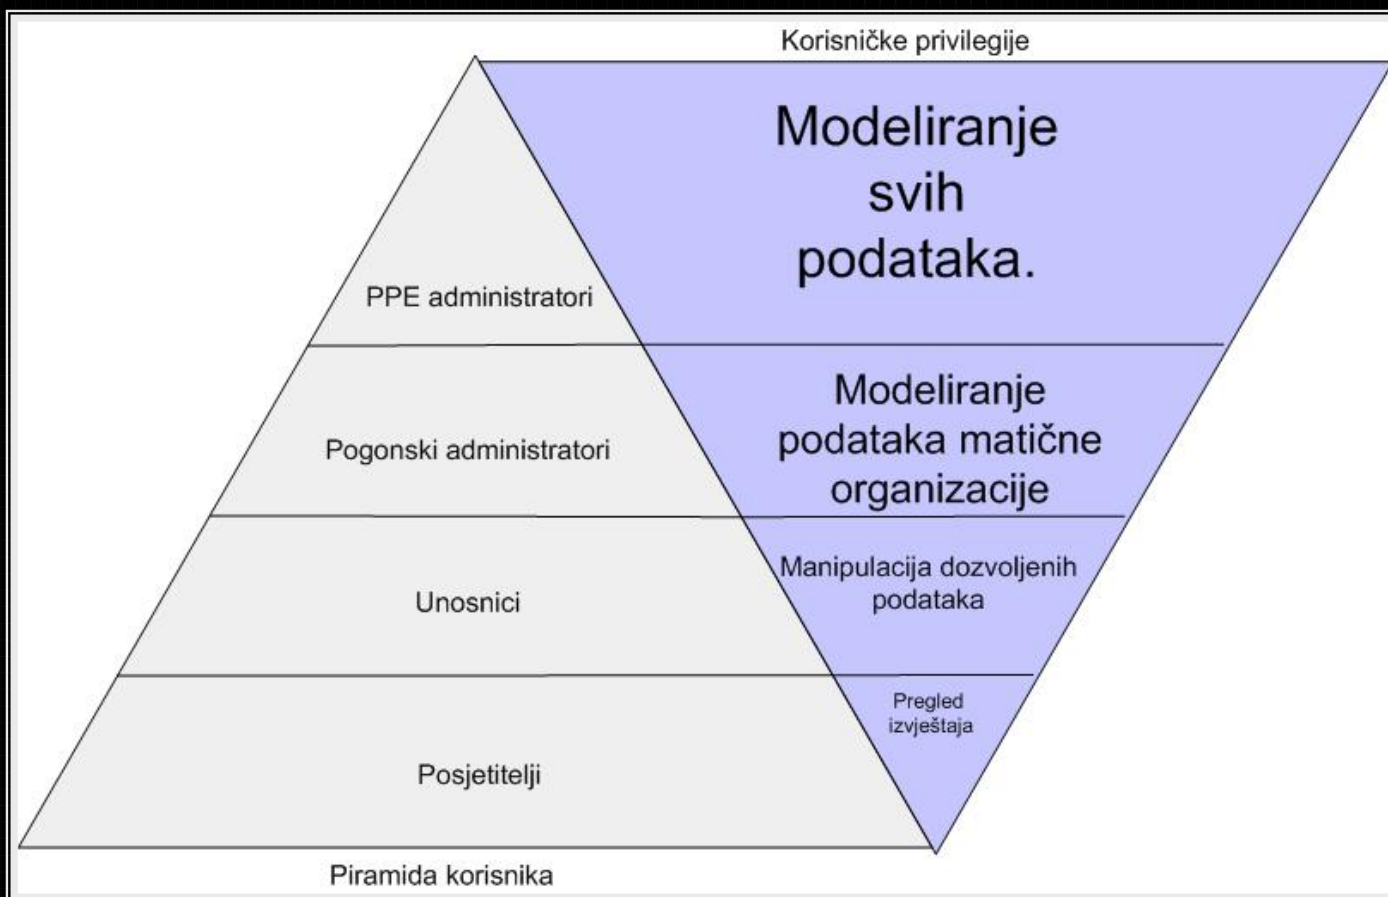 Korisničke privilegije
Modeliranje
svih
podataka.
PPE administratori
Modeliranje
podataka matične
organizacije
Pogonski administratori
Manipulacija dozvoljenih
podataka
Unosnici
Pregled
izvještaja
Posjetitelji
Piramida korisnika